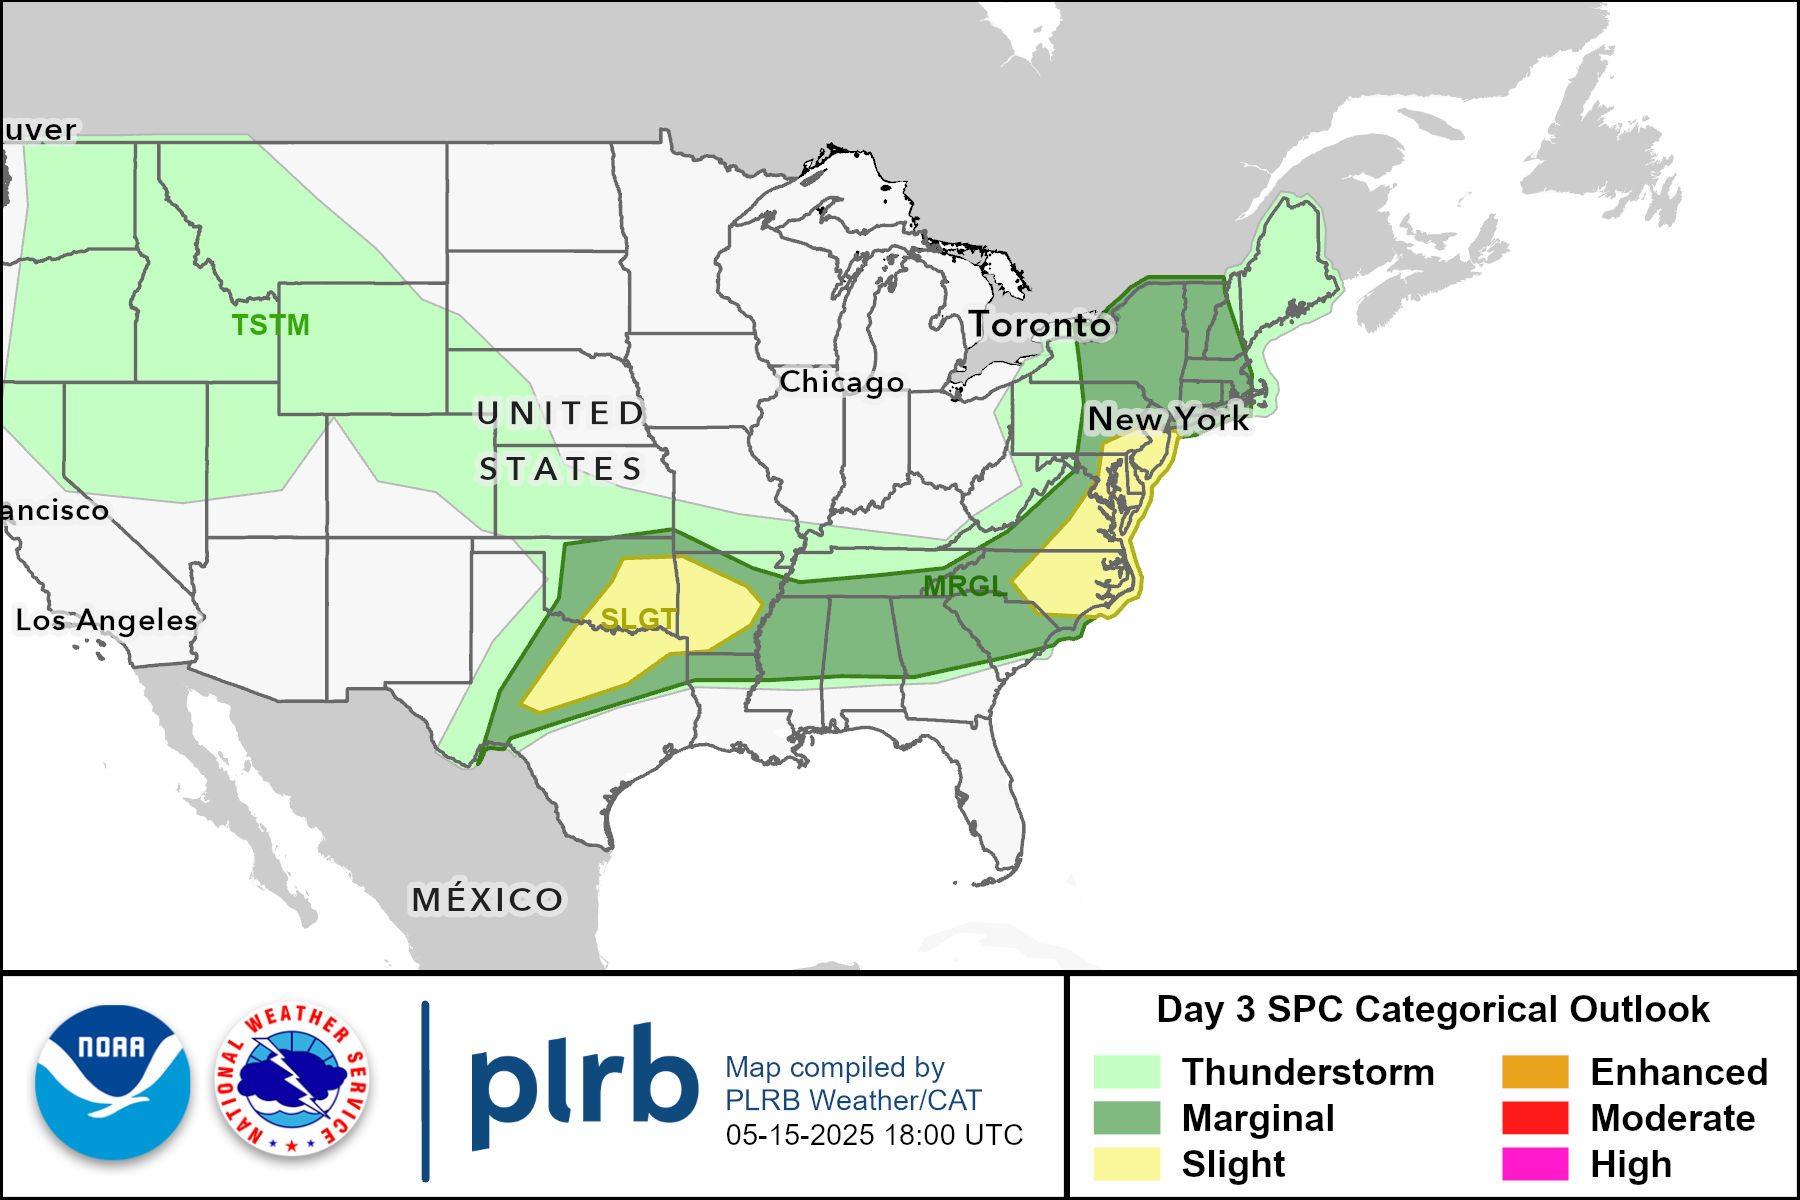 uver
TSTM
Toronto
Chicago
UNITED
New York
STATES
ancisco
MRGL
Los Angeles
SLGT
MÉXICO
NOAA
NATIONAL WEATHER SERVICE
plrb
Map compiled by
PLRB Weather/CAT
05-15-2025 18:00 UTC
Day 3 SPC Categorical Outlook
Thunderstorm
Marginal
Slight
Enhanced
Moderate
High